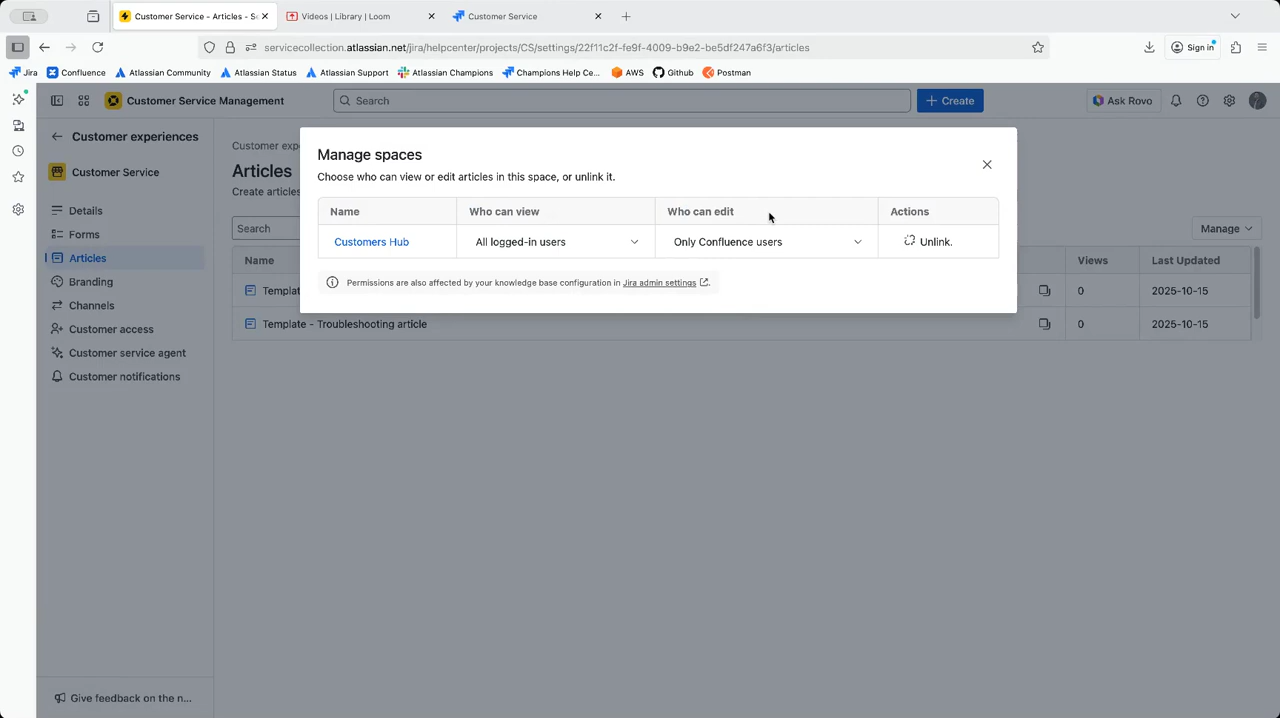 Customer Service - Articles - S
Videos | Library | Loom
Customer Service
servicecollection.atlassian.net/jira/helpcenter/projects/CS/settings/22f11c2f-fe9f-4009-b9e2-be5df247a6f3/articles
Sign in
Jira
Confluence
Atlassian Community
Atlassian Status
Atlassian Support
Atlassian Champions
Champions Help Ce...
AWS
Github
Postman
Customer Service Management
Search
Create
Ask Rovo
Customer experiences
Customer Service
Details
Forms
Articles
Branding
Channels
Customer access
Customer service agent
Customer notifications
Give feedback on the n...
Customer exp
Articles
Create articles
Search
Manage
Name
Views
Last Updated
Templat
0
2025-10-15
Template - Troubleshooting article
0
2025-10-15
Manage spaces
Choose who can view or edit articles in this space, or unlink it.
Name
Who can view
Who can edit
Actions
Customers Hub
All logged-in users
Only Confluence users
Unlink.
Permissions are also affected by your knowledge base configuration in Jira admin settings.